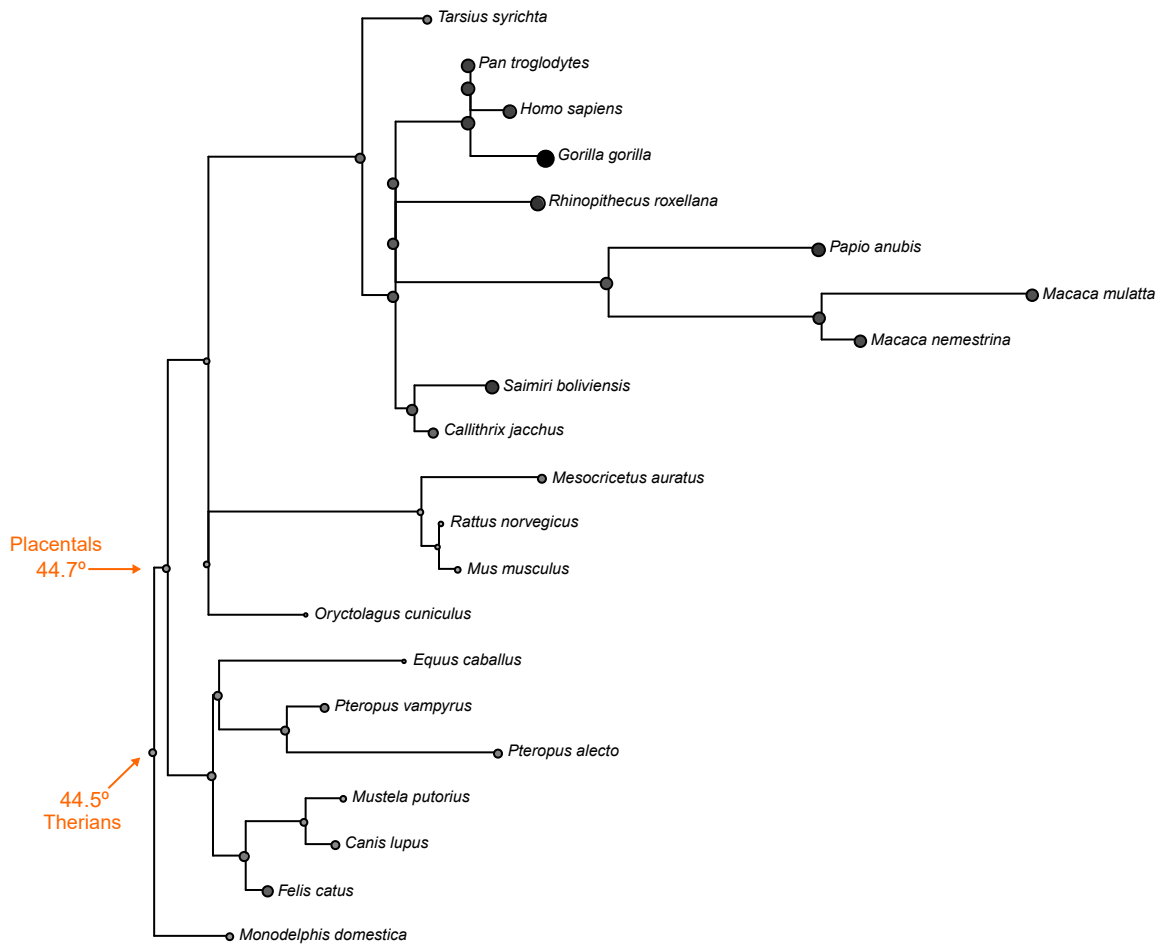 Tarsius syrichta
Pan troglodytes
Homo sapiens
Gorilla gorilla
Rhinopithecus roxellana
Papio anubis
Macaca mulatta
Macaca nemestrina
Saimiri boliviensis
Callithrix jacchus
Mesocricetus auratus
Rattus norvegicus
Placentals
44.7º
Mus musculus
Oryctolagus cuniculus
Equus caballus
Pteropus vampyrus
Pteropus alecto
Mustela putorius
44.5º
Therians
Canis lupus
Felis catus
Monodelphis domestica